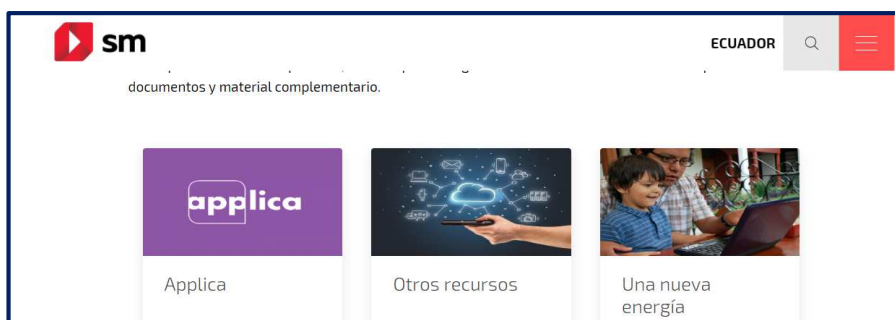 sm
ECUADOR
documentos y material complementario.
applica
Applica
Otros recursos
Una nueva
energía